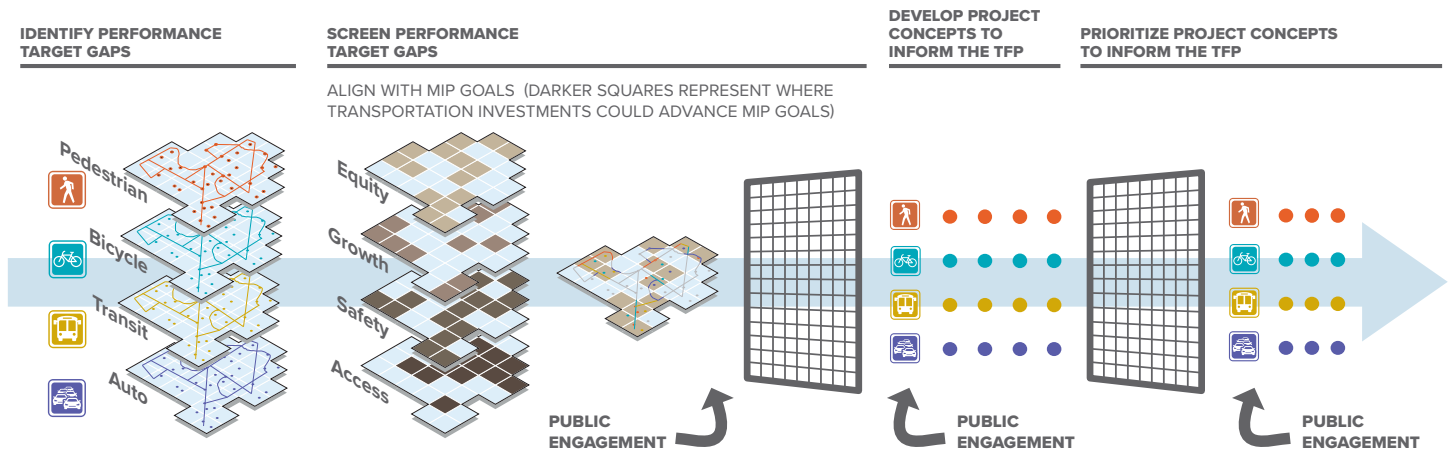 IDENTIFY PERFORMANCE
TARGET GAPS
Pedestrian
Bicycle
Transit
Auto
SCREEN PERFORMANCE
TARGET GAPS
ALIGN WITH MIP GOALS (DARKER SQUARES REPRESENT WHERE
TRANSPORTATION INVESTMENTS COULD ADVANCE MIP GOALS)
Equity
Growth
Safety
Access
PUBLIC
ENGAGEMENT
DEVELOP PROJECT
CONCEPTS TO
INFORM THE TFP
PUBLIC
ENGAGEMENT
PRIORITIZE PROJECT CONCEPTS
TO INFORM THE TFP
PUBLIC
ENGAGEMENT